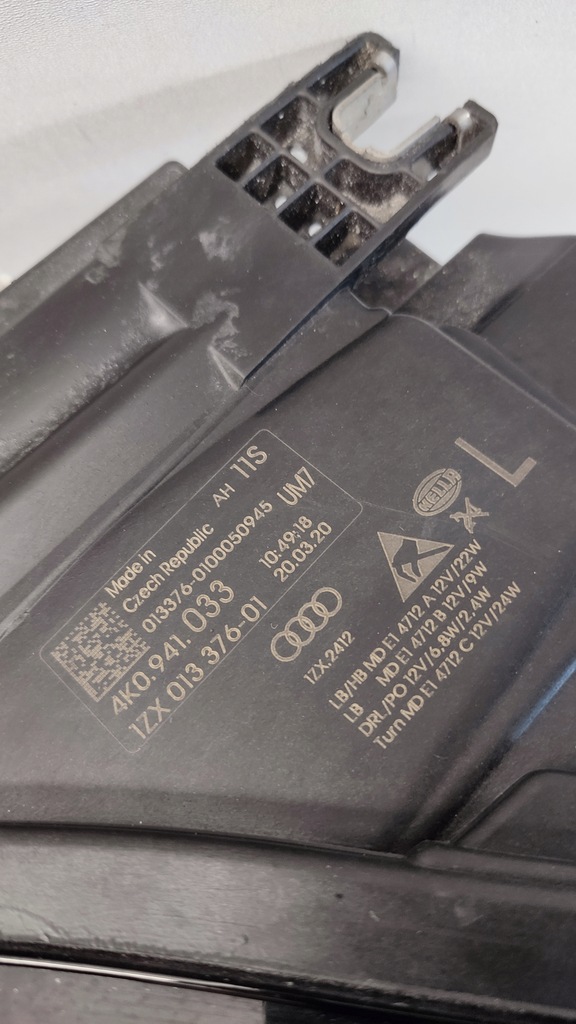 Made in
Czech Republic AH 11S
013376-0100050945 UM7
4K0.941.033 10:49:18
1ZX 013 376-01 20.03.20
1ZX.2412
HELLA
L
LB/HB MD E1 4712 A 12V/22W
LB MD E1 4712 B 12V/9W
DRL/PO 12V/6.8W/2.4W
Turn MD E1 4712 C 12V/24W